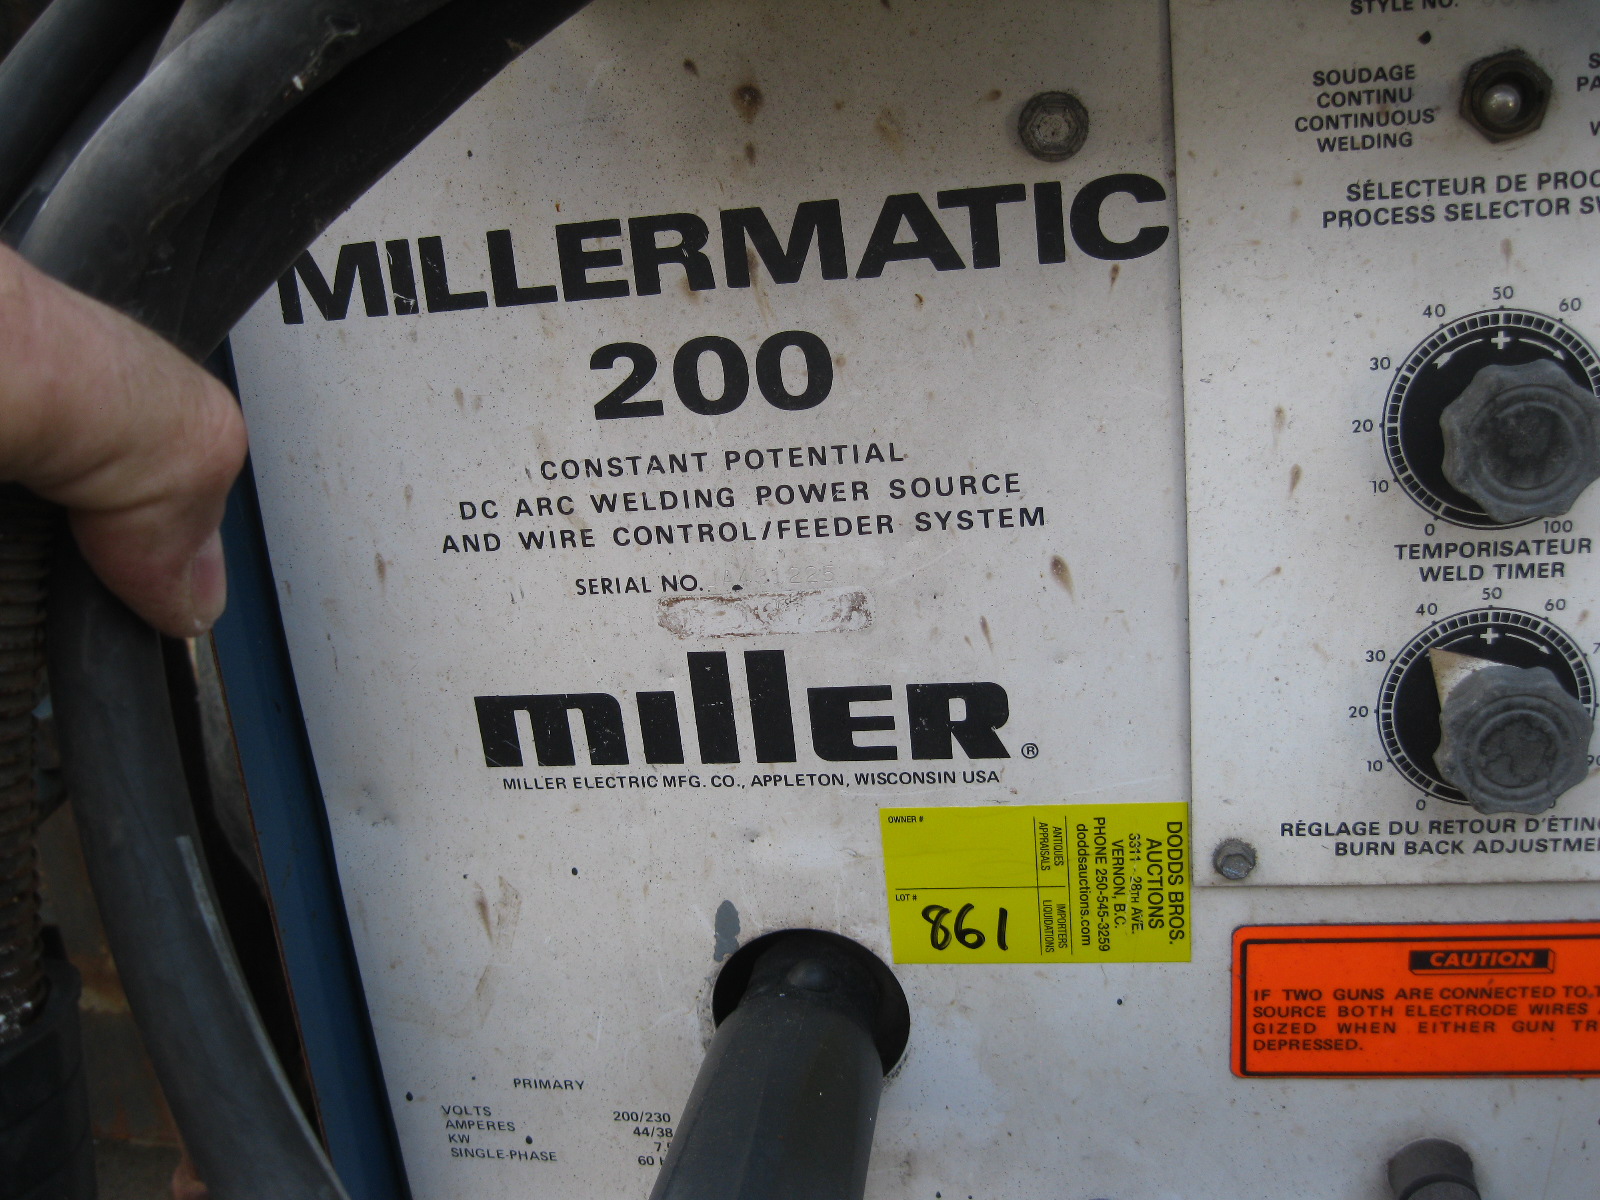 MILLERMATIC
200
CONSTANT POTENTIAL
DC ARC WELDING POWER SOURCE
AND WIRE CONTROL/FEEDER SYSTEM
SERIAL NO.
miller®
MILLER ELECTRIC MFG. CO., APPLETON, WISCONSIN USA
PRIMARY
VOLTS 200/230
AMPERES 44/38
KW
SINGLE-PHASE 60
OWNER #
LOT #
861
ANTIQUES
APPRAISALS
IMPORTERS
LIQUIDATIONS
DODDS BROS.
AUCTIONS
3311 - 28TH AVE.
VERNON, B.C.
PHONE 250-545-3259
doddsauctions.com
STYLE NO.
SOUDAGE
CONTINU
CONTINUOUS
WELDING
SÉLECTEUR DE PROC
PROCESS SELECTOR SW
0 10 20 30 40 50 60 100
+
TEMPORISATEUR
WELD TIMER
0 10 20 30 40 50 60
+
RÉGLAGE DU RETOUR D'ÉTIN
BURN BACK ADJUSTME
CAUTION
IF TWO GUNS ARE CONNECTED TO
SOURCE BOTH ELECTRODE WIRES
GIZED WHEN EITHER GUN TR
DEPRESSED.